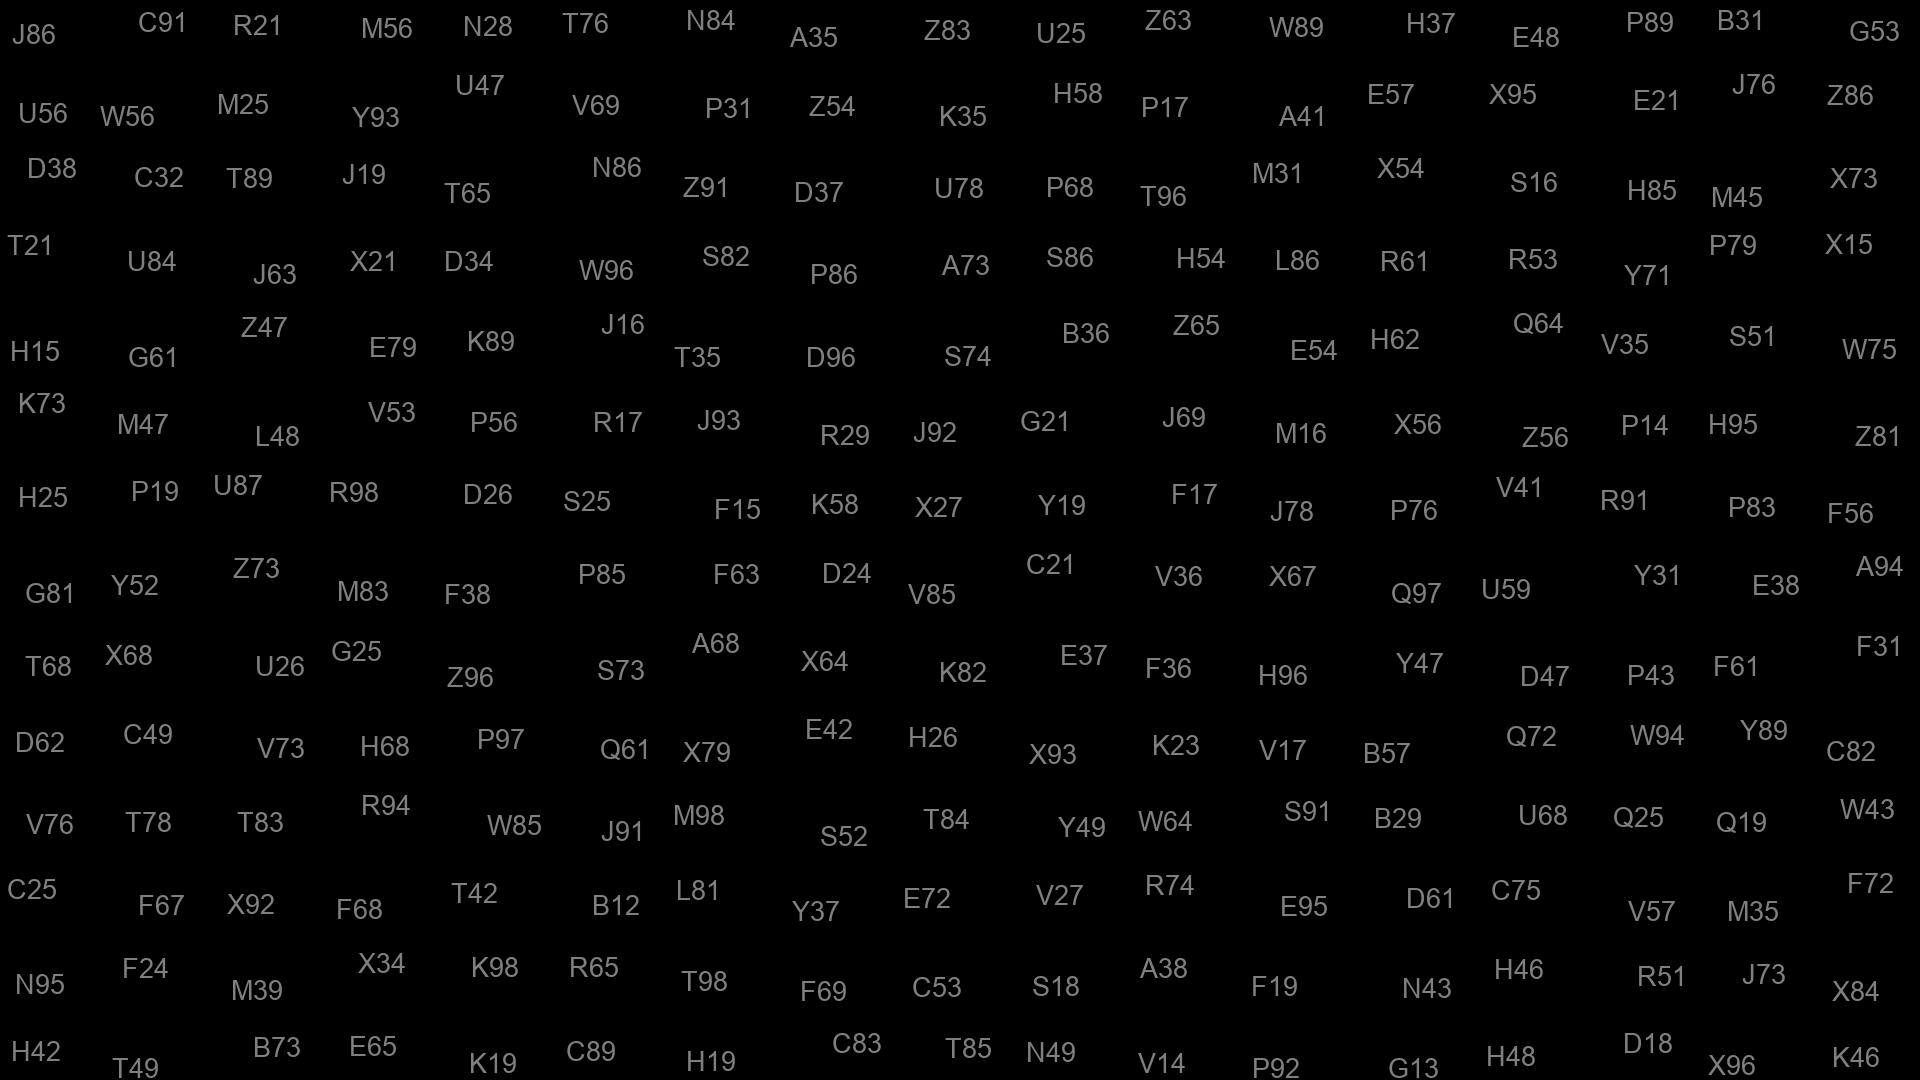 J86 C91 R21 M56 N28 T76 N84 A35 Z83 U25 Z63 W89 H37 E48 P89 B31 G53
U56 W56 M25 Y93 U47 V69 P31 Z54 K35 H58 P17 A41 E57 X95 E21 J76 Z86
D38 C32 T89 J19 T65 N86 Z91 D37 U78 P68 T96 M31 X54 S16 H85 M45 X73
T21 U84 J63 X21 D34 W96 S82 P86 A73 S86 H54 L86 R61 R53 Y71 P79 X15
H15 G61 Z47 E79 K89 J16 T35 D96 S74 B36 Z65 E54 H62 Q64 V35 S51 W75
K73 M47 L48 V53 P56 R17 J93 R29 J92 G21 J69 M16 X56 Z56 P14 H95 Z81
H25 P19 U87 R98 D26 S25 F15 K58 X27 Y19 F17 J78 P76 V41 R91 P83 F56
G81 Y52 Z73 M83 F38 P85 F63 D24 V85 C21 V36 X67 Q97 U59 Y31 E38 A94
T68 X68 U26 G25 Z96 S73 A68 X64 K82 E37 F36 H96 Y47 D47 P43 F61 F31
D62 C49 V73 H68 P97 Q61 X79 E42 H26 X93 K23 V17 B57 Q72 W94 Y89 C82
V76 T78 T83 R94 W85 J91 M98 S52 T84 Y49 W64 S91 B29 U68 Q25 Q19 W43
C25 F67 X92 F68 T42 B12 L81 Y37 E72 V27 R74 E95 D61 C75 V57 M35 F72
N95 F24 M39 X34 K98 R65 T98 F69 C53 S18 A38 F19 N43 H46 R51 J73 X84
H42 T49 B73 E65 K19 C89 H19 C83 T85 N49 V14 P92 G13 H48 D18 X96 K46